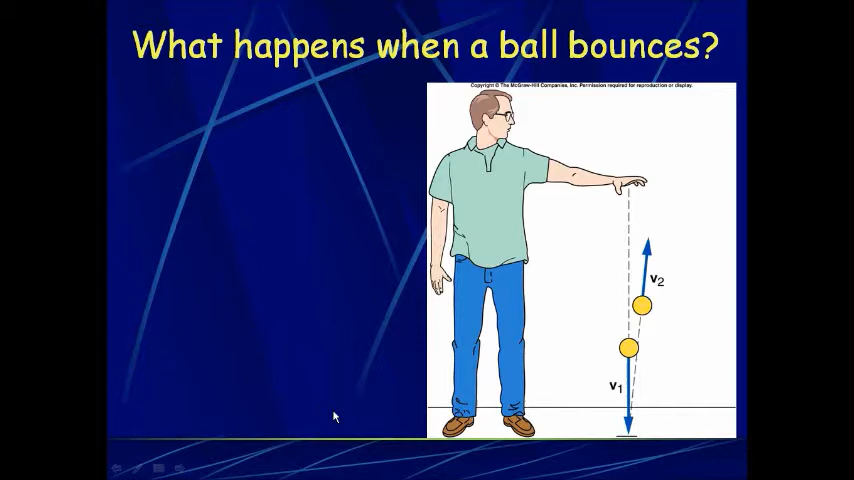 What happens when a ball bounces?
Copyright © The McGraw-Hill Companies, Inc. Permission required for reproduction or display.
v2
v1